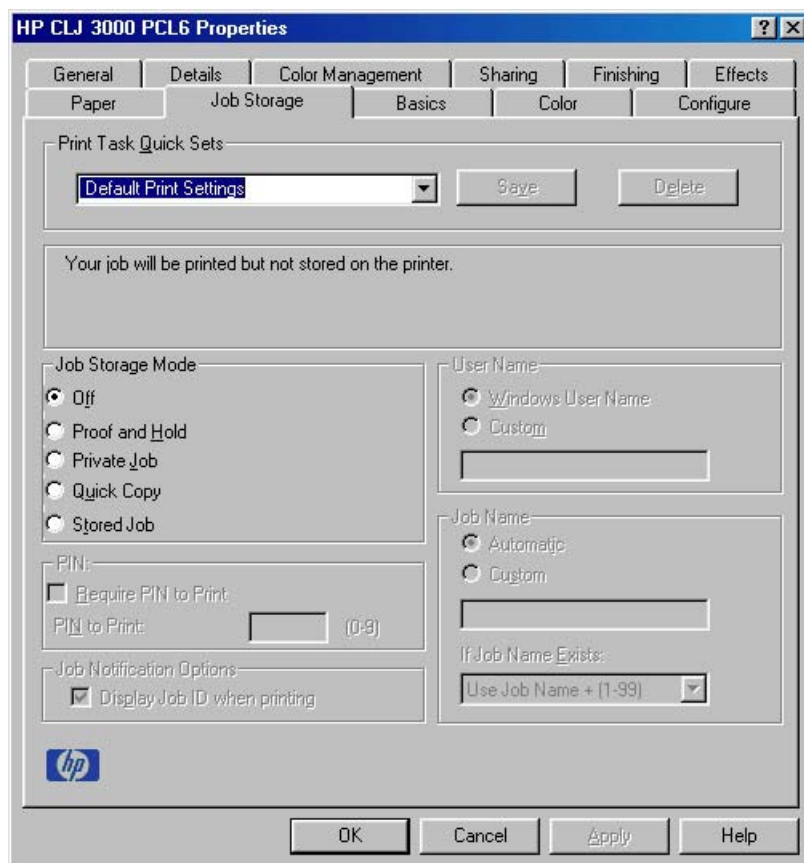 HP CLJ 3000 PCL6 Properties
General Details Color Management Sharing Finishing Effects
Paper Job Storage Basics Color Configure
Print Task Quick Sets
Default Print Settings Save Delete
Your job will be printed but not stored on the printer.
Job Storage Mode
Off
Proof and Hold
Private Job
Quick Copy
Stored Job
User Name
Windows User Name
Custom
PIN:
Require PIN to Print
PIN to Print: (0-9)
Job Name
Automatic
Custom
If Job Name Exists:
Use Job Name + (1-99)
Job Notification Options
Display Job ID when printing
hp
OK Cancel Apply Help